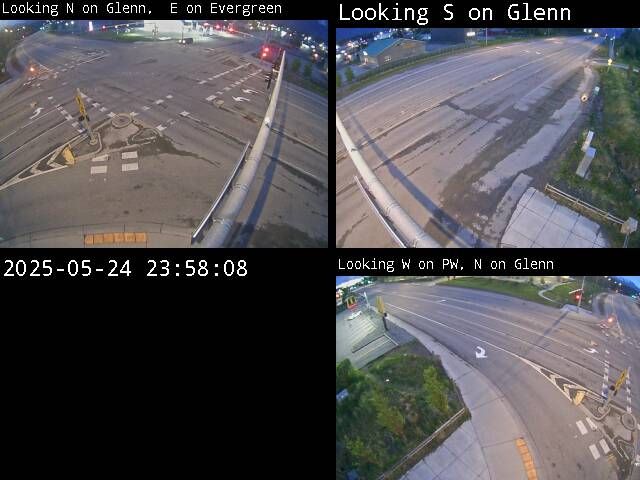 Looking N on Glenn,  E on Evergreen
Looking S on Glenn
2025-05-24 23:58:08
Looking W on PW, N on Glenn